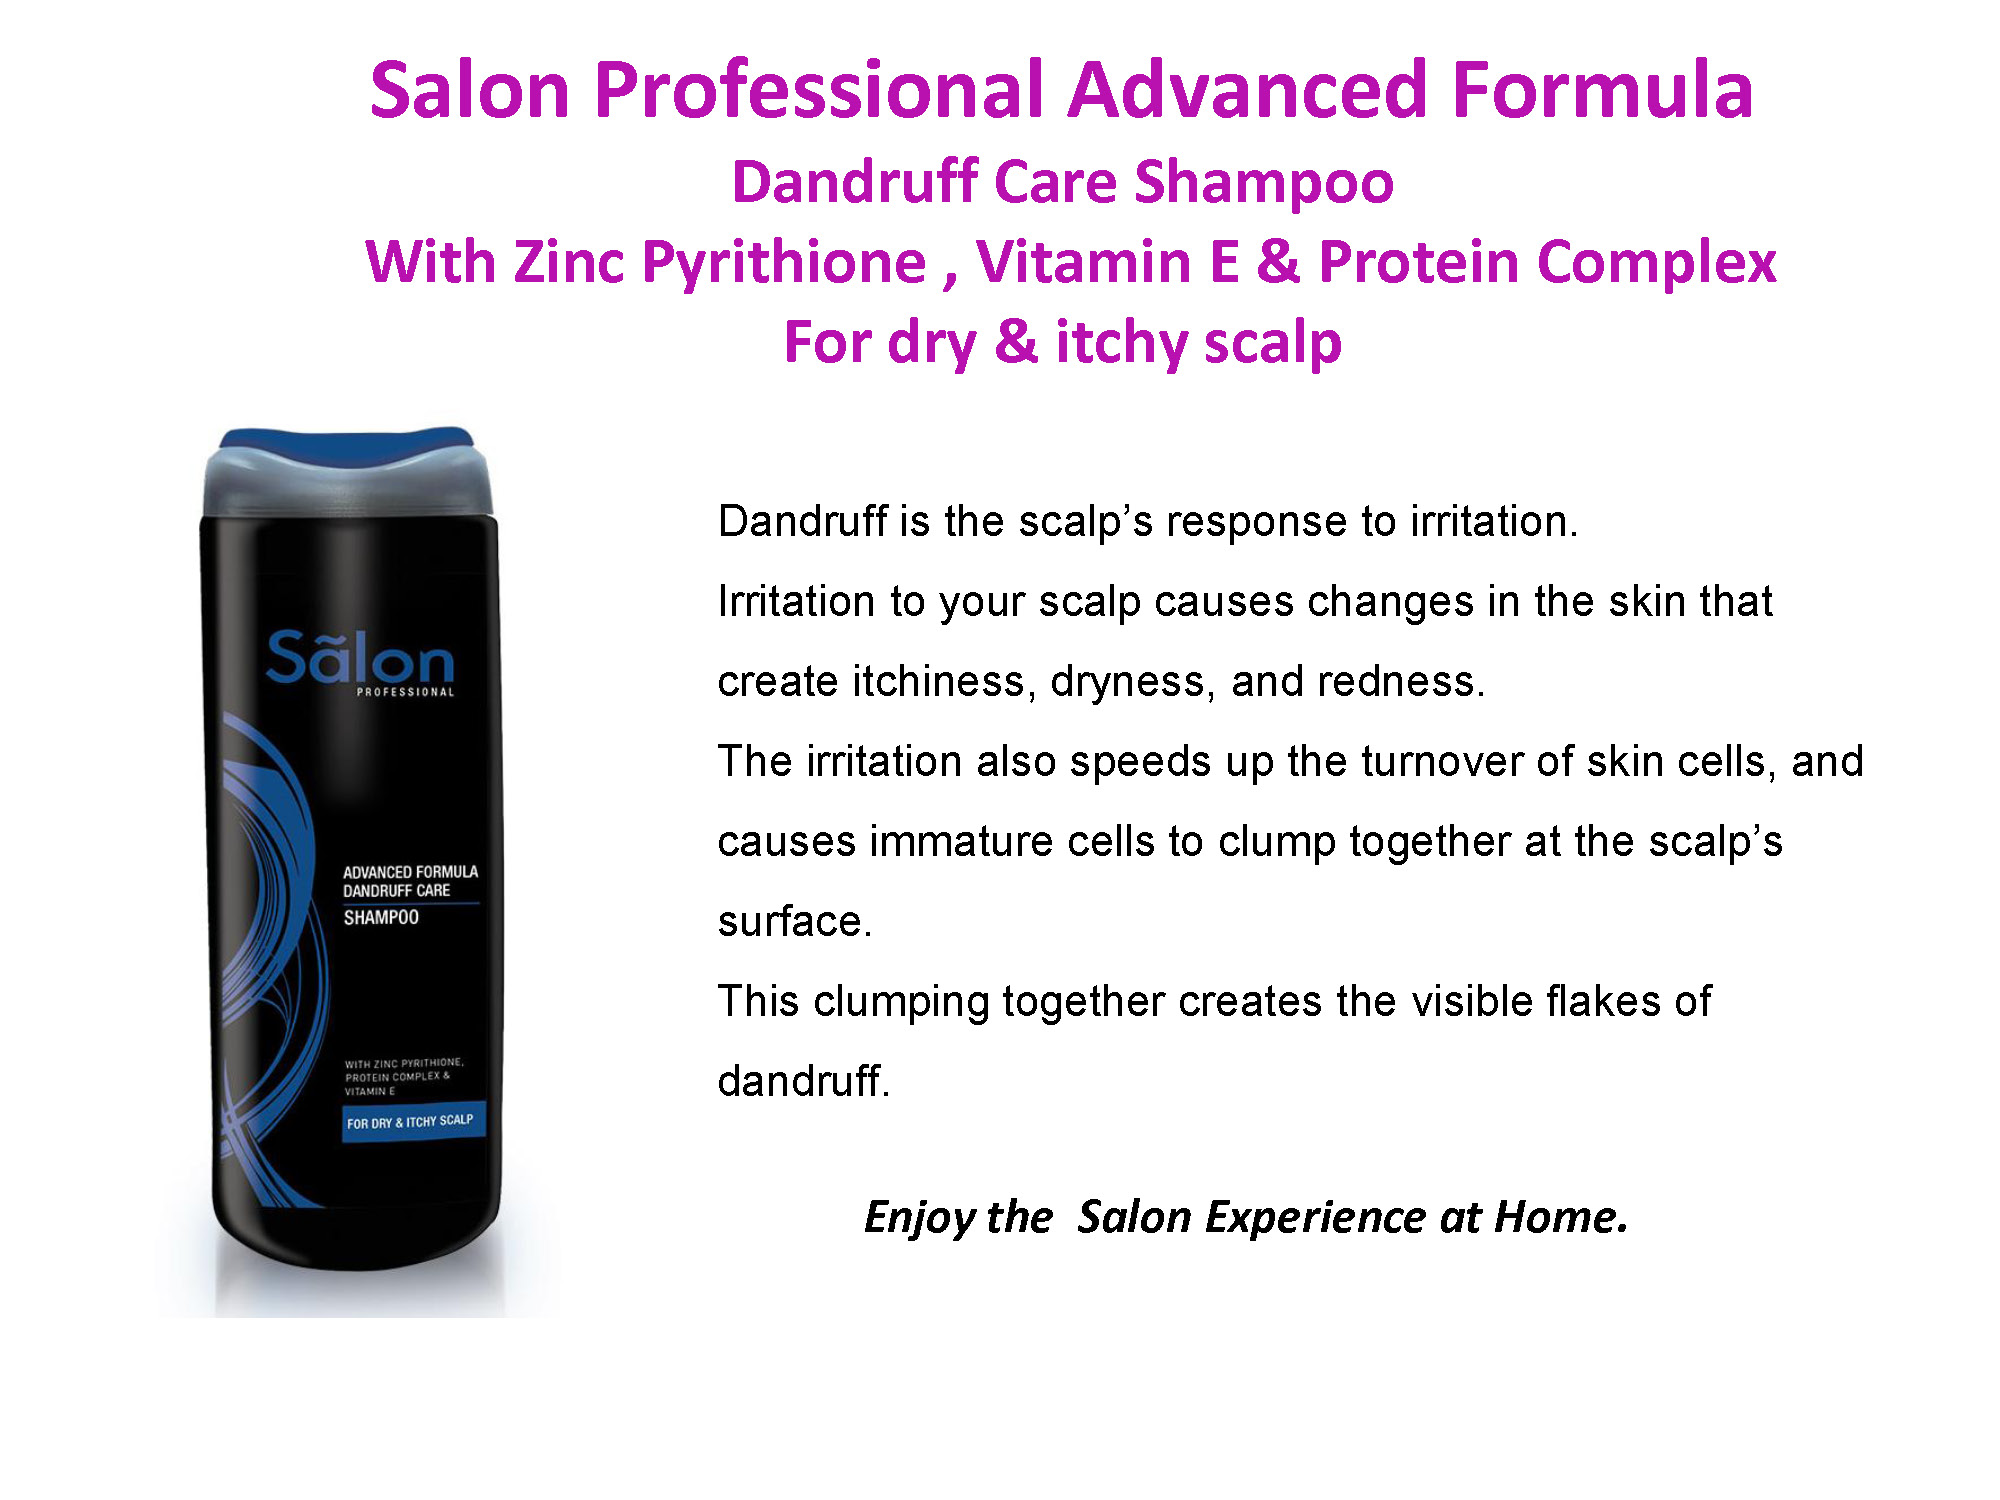 Salon Professional Advanced Formula
Dandruff Care Shampoo
With Zinc Pyrithione , Vitamin E & Protein Complex
For dry & itchy scalp
Sãlon
PROFESSIONAL
ADVANCED FORMULA
DANDRUFF CARE
SHAMPOO
WITH ZINC PYRITHIONE,
PROTEIN COMPLEX &
VITAMIN E
FOR DRY & ITCHY SCALP
Dandruff is the scalp’s response to irritation.
Irritation to your scalp causes changes in the skin that
create itchiness, dryness, and redness.
The irritation also speeds up the turnover of skin cells, and
causes immature cells to clump together at the scalp’s
surface.
This clumping together creates the visible flakes of
dandruff.
Enjoy the  Salon Experience at Home.